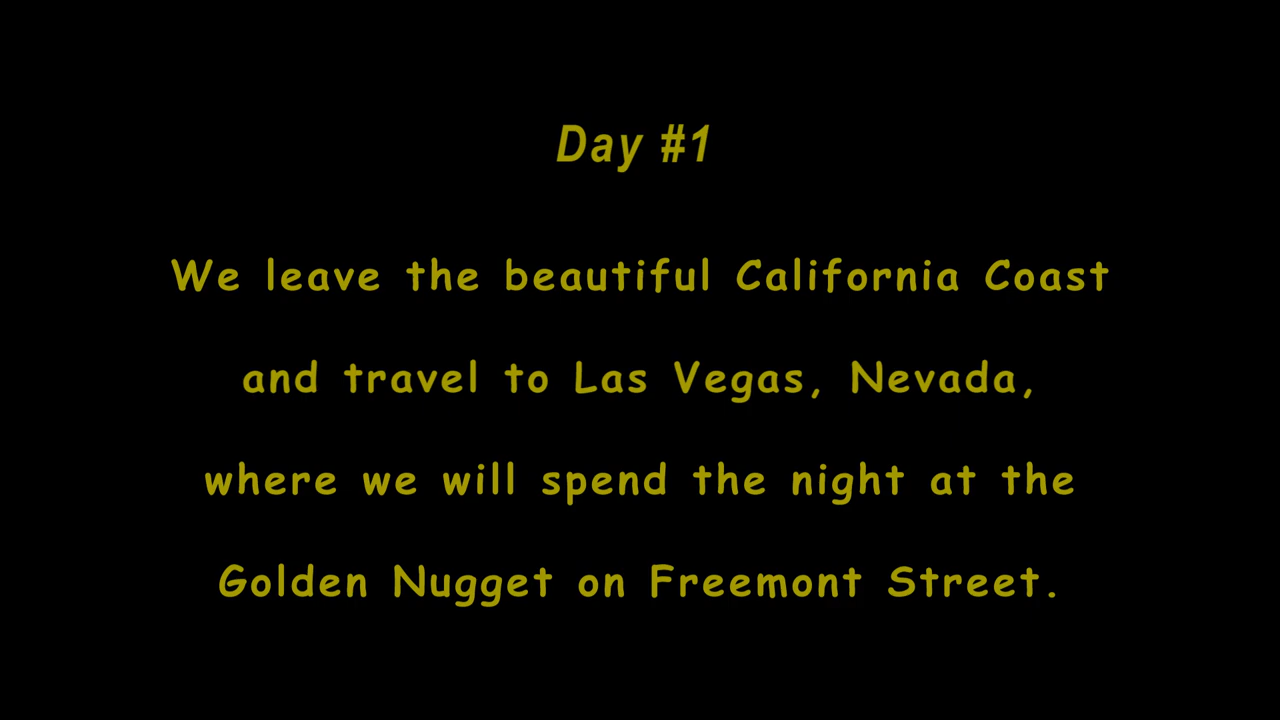 Day #1
We leave the beautiful California Coast
and travel to Las Vegas, Nevada,
where we will spend the night at the
Golden Nugget on Freemont Street.